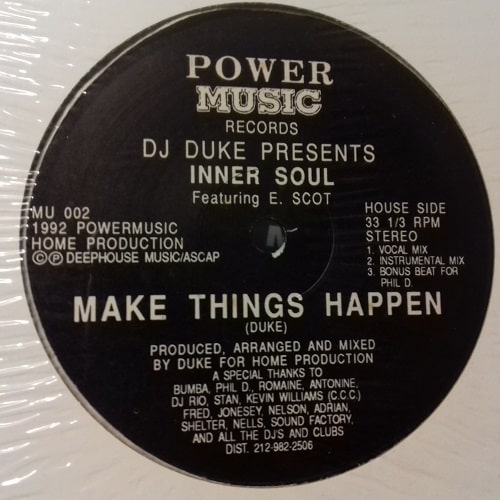 POWER
MUSIC
RECORDS
DJ DUKE PRESENTS
INNER SOUL
Featuring E. SCOT
MU 002
1992 POWERMUSIC
HOME PRODUCTION
©℗ DEEPHOUSE MUSIC/ASCAP
HOUSE SIDE
33 1/3 RPM
STEREO
1. VOCAL MIX
2. INSTRUMENTAL MIX
3. BONUS BEAT FOR
PHIL D.
MAKE THINGS HAPPEN
(DUKE)
PRODUCED, ARRANGED AND MIXED
BY DUKE FOR HOME PRODUCTION
A SPECIAL THANKS TO
BUMBA, PHIL D., ROMAINE, ANTONINE,
DJ RIO, STAN, KEVIN WILLIAMS (C.C.C.)
FRED, JONESEY, NELSON, ADRIAN,
SHELTER, NELLS, SOUND FACTORY,
AND ALL THE DJ'S AND CLUBS
DIST. 212-982-2506